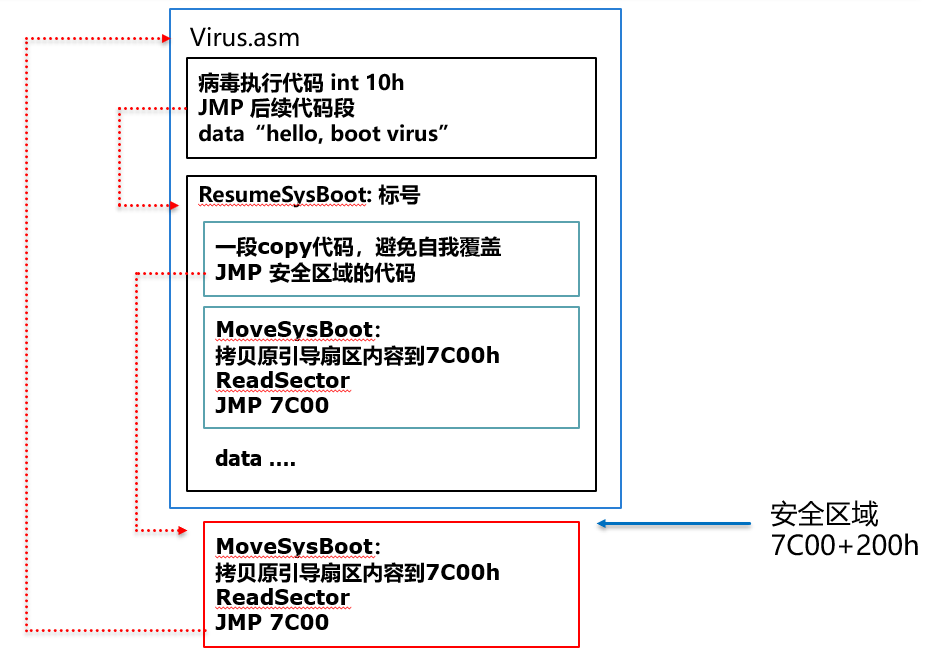 Virus.asm
病毒执行代码 int 10h
JMP 后续代码段
data “hello, boot virus”
ResumeSysBoot: 标号
一段copy代码，避免自我覆盖
JMP 安全区域的代码
MoveSysBoot:
拷贝原引导扇区内容到7C00h
ReadSector
JMP 7C00
data ....
安全区域
7C00+200h
MoveSysBoot:
拷贝原引导扇区内容到7C00h
ReadSector
JMP 7C00